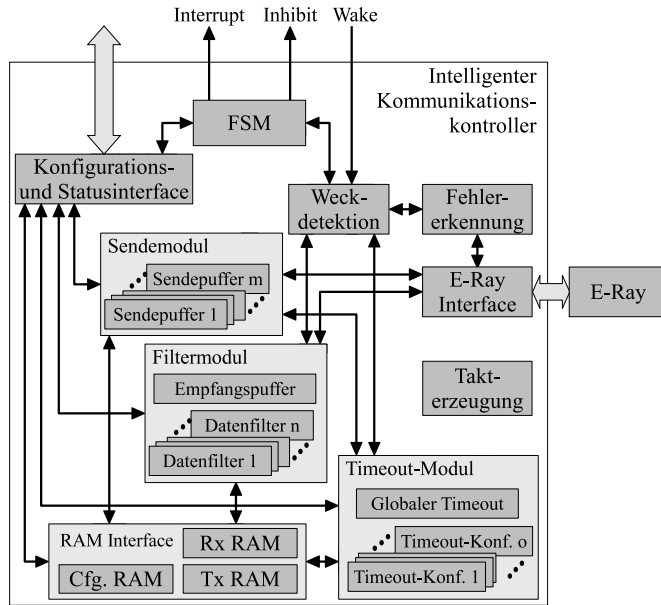 Interrupt
Inhibit
Wake
Intelligenter
Kommunikations-
kontroller
FSM
Konfigurations-
und Statusinterface
Weck-
detektion
Fehler-
erkennung
Sendemodul
Sendepuffer m
Sendepuffer 1
E-Ray
Interface
E-Ray
Filtermodul
Empfangspuffer
Datenfilter n
Datenfilter 1
Takt-
erzeugung
Timeout-Modul
Globaler Timeout
Timeout-Konf. o
Timeout-Konf. 1
RAM Interface
Rx RAM
Cfg. RAM
Tx RAM